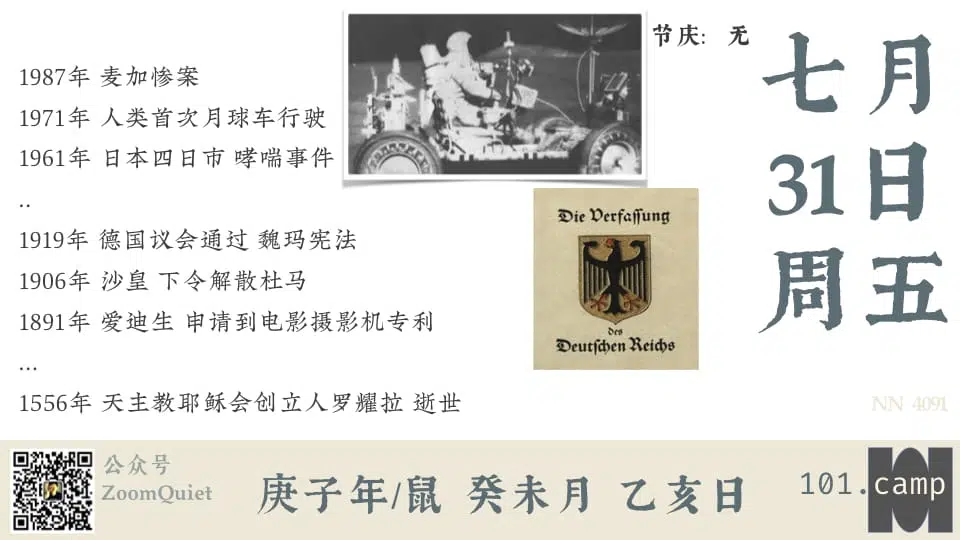 节庆: 无
1987年 麦加惨案
1971年 人类首次月球车行驶
1961年 日本四日市 哮喘事件
..
1919年 德国议会通过 魏玛宪法
1906年 沙皇 下令解散杜马
1891年 爱迪生 申请到电影摄影机专利
...
1556年 天主教耶稣会创立人罗耀拉 逝世
Die Verfassung
des
Deutschen Reichs
七月
31日
周五
NN 4091
公众号
ZoomQuiet
庚子年/鼠 癸未月 乙亥日
101.camp